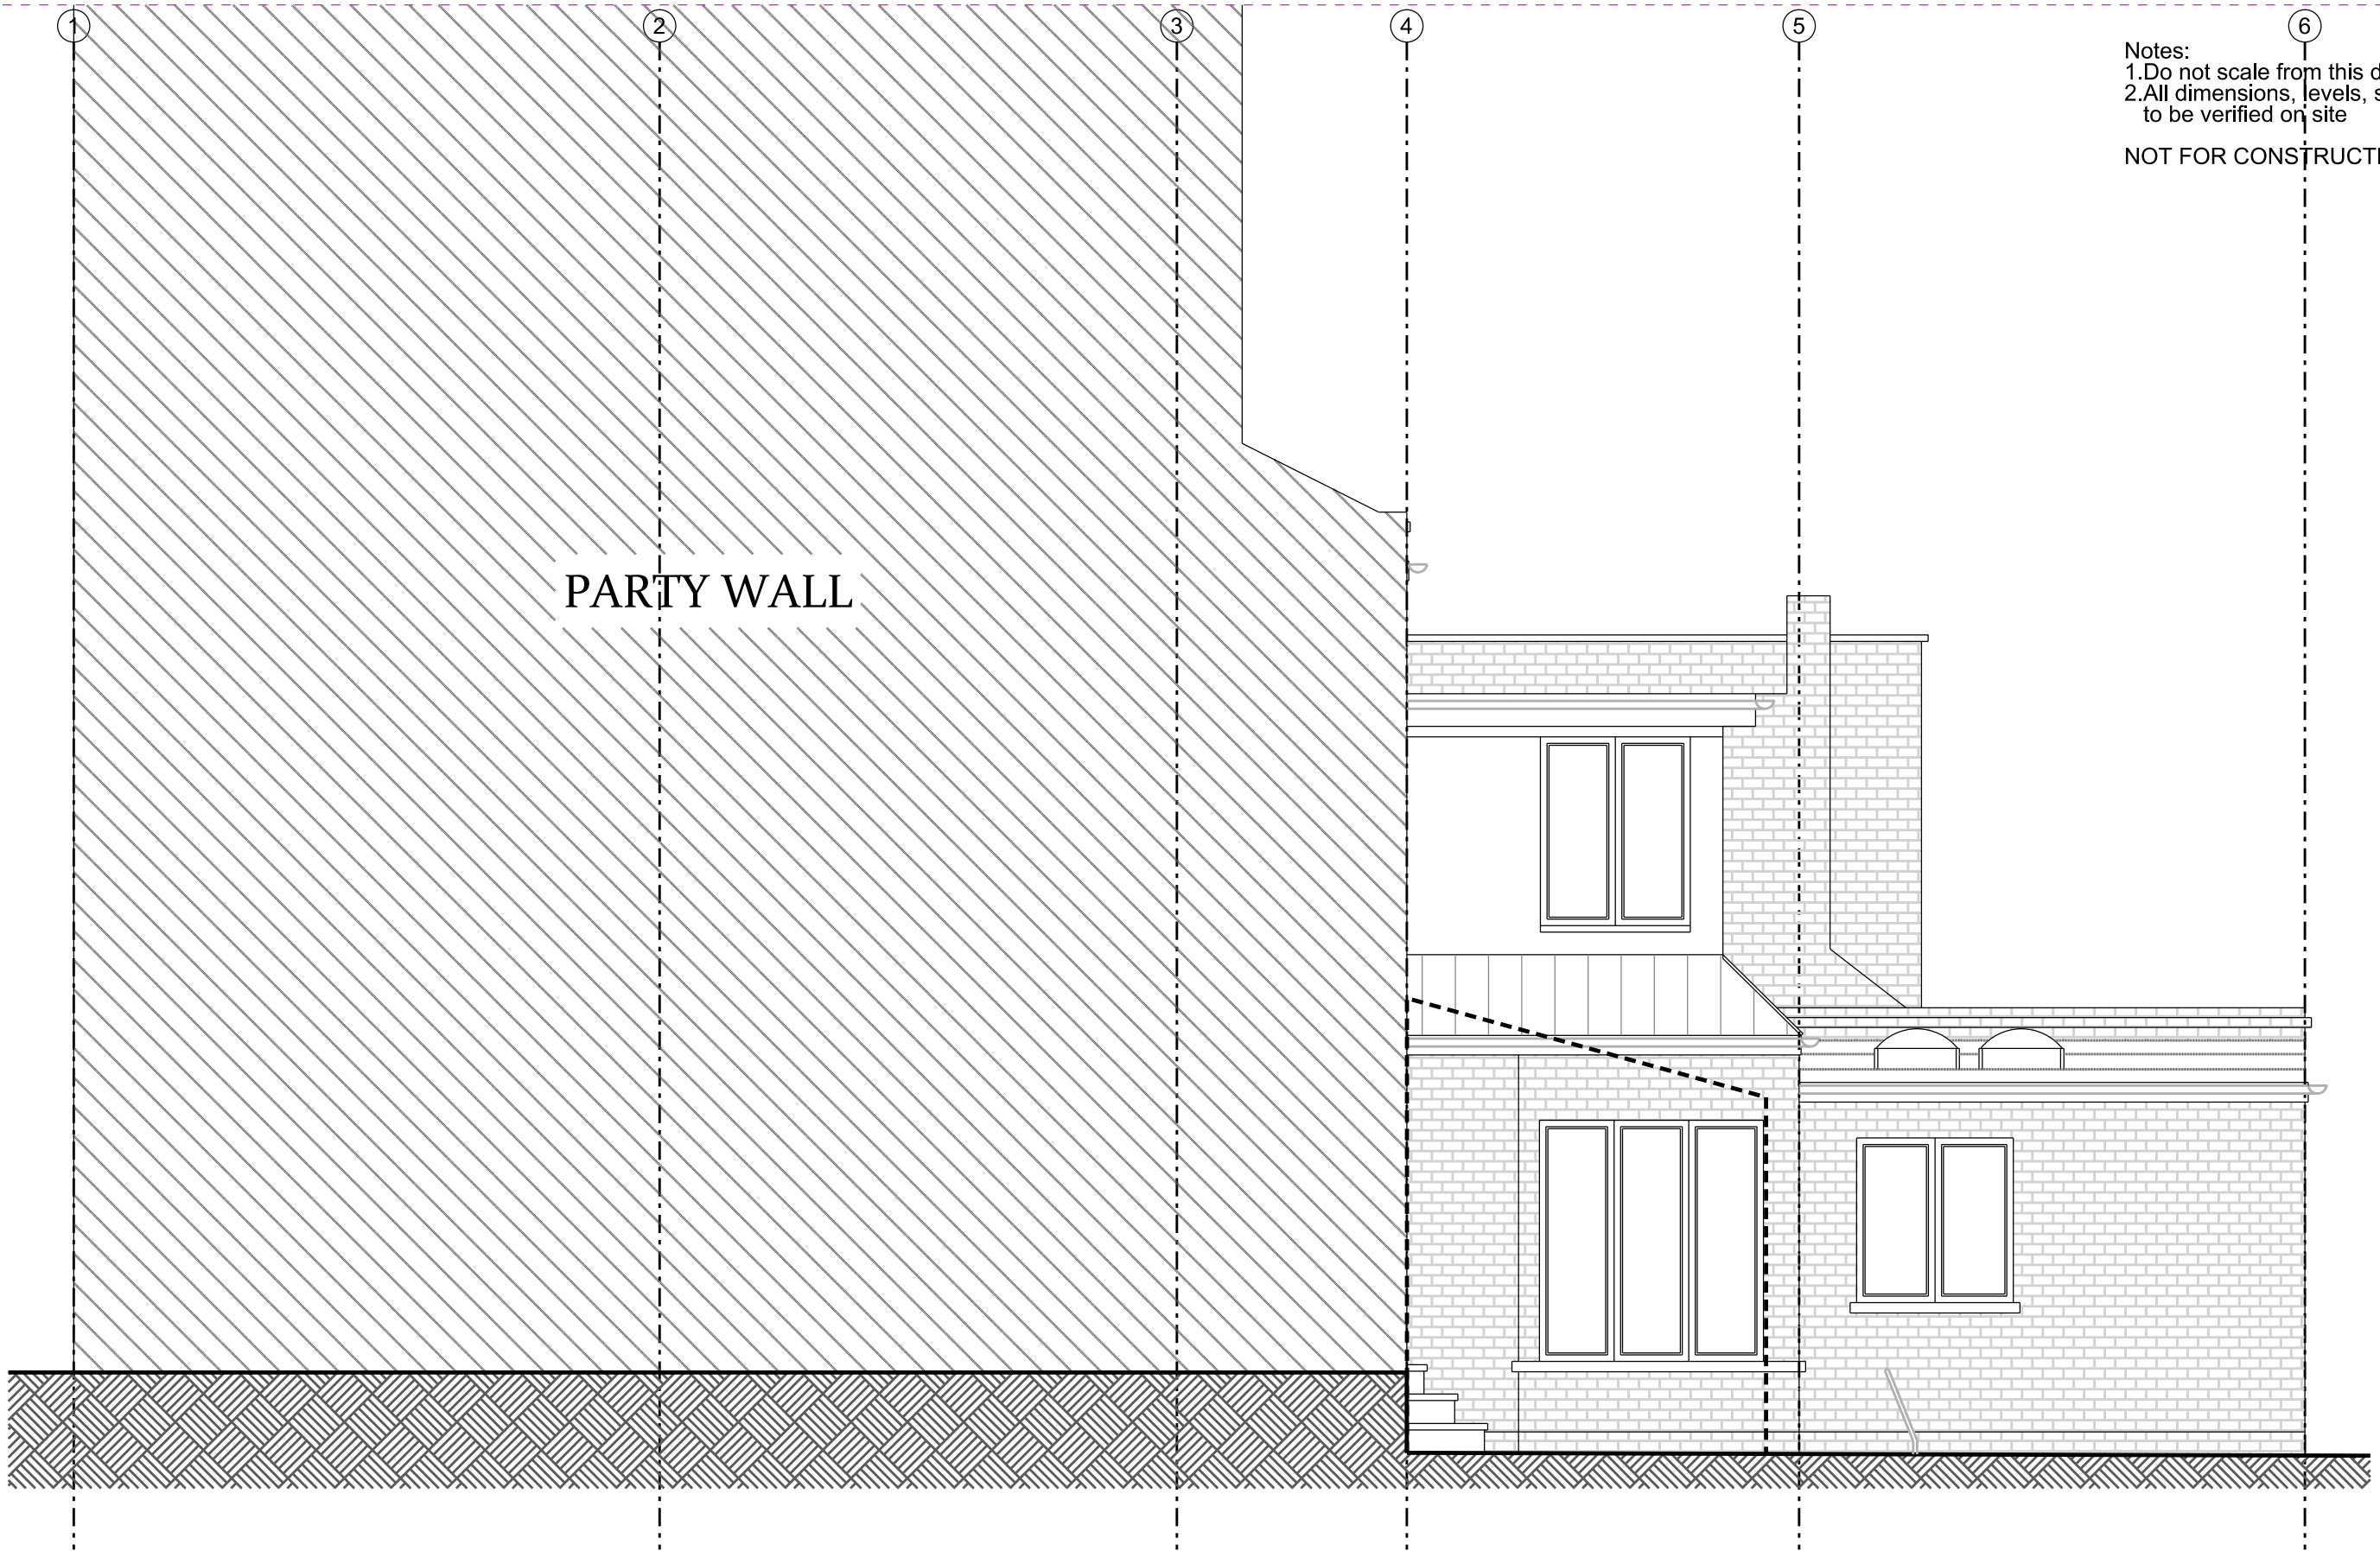 1 2 3 4 5 6
Notes:
1.Do not scale from this
2.All dimensions, levels,
to be verified on site
NOT FOR
PARTY WALL